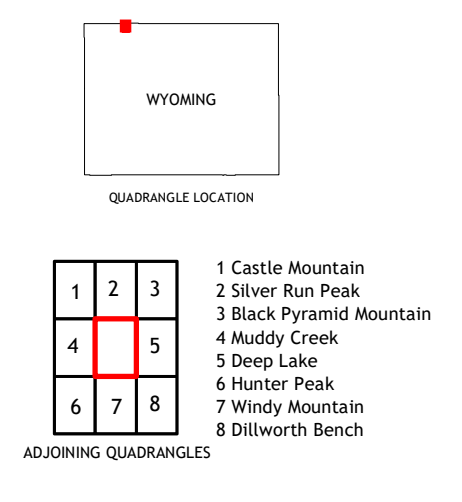 WYOMING
QUADRANGLE LOCATION
1 2 3
4 5
6 7 8
1 Castle Mountain
2 Silver Run Peak
3 Black Pyramid Mountain
4 Muddy Creek
5 Deep Lake
6 Hunter Peak
7 Windy Mountain
8 Dillworth Bench
ADJOINING QUADRANGLES